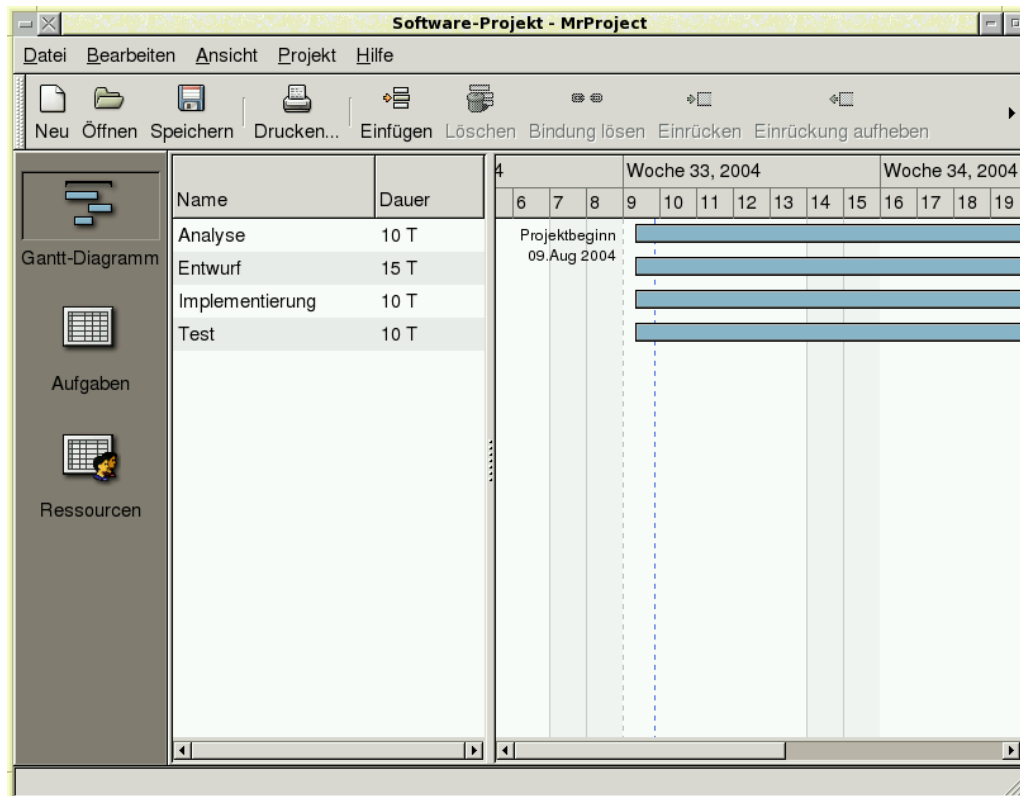 Software-Projekt - MrProject
Datei Bearbeiten Ansicht Projekt Hilfe
Neu Öffnen Speichern Drucken... Einfügen Löschen Bindung lösen Einrücken Einrückung aufheben
4 Woche 33, 2004 Woche 34, 2004
Name Dauer 6 7 8 9 10 11 12 13 14 15 16 17 18 19
Analyse 10 T
Projektbeginn
09.Aug 2004
Entwurf 15 T
Implementierung 10 T
Test 10 T
Gantt-Diagramm
Aufgaben
Ressourcen